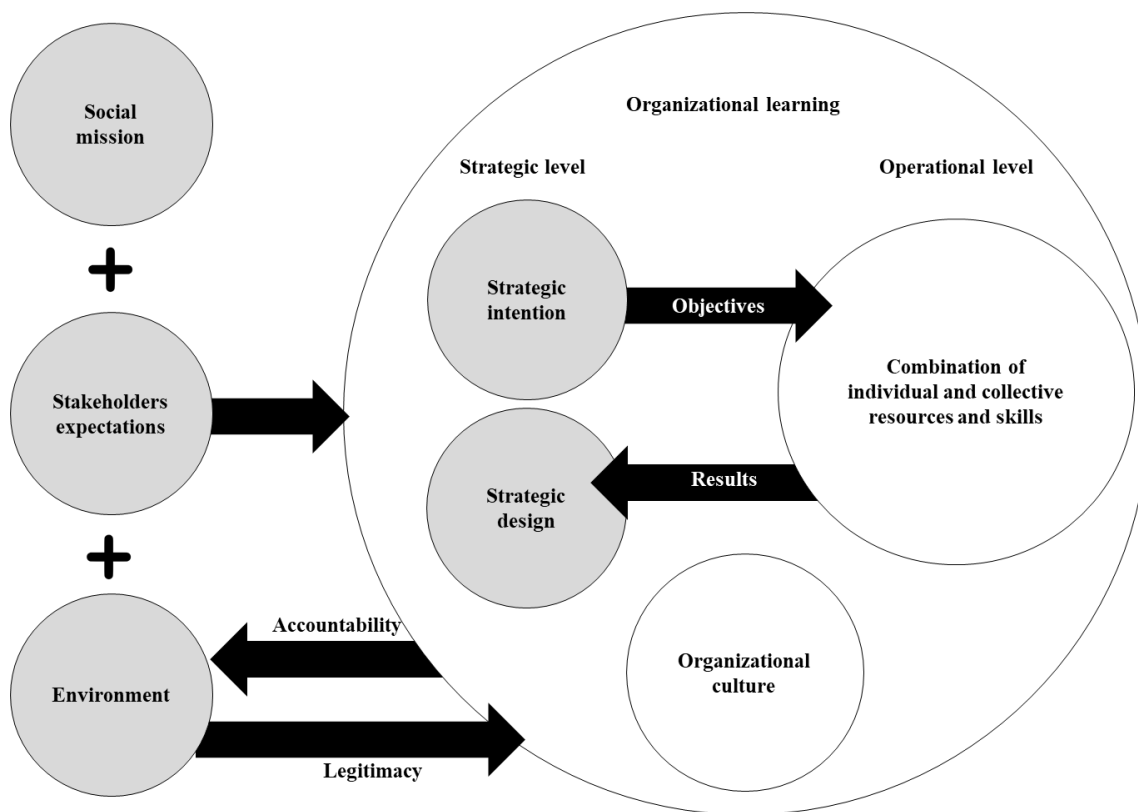 Social
mission
Stakeholders
expectations
Environment
Accountability
Legitimacy
Organizational learning
Strategic level
Operational level
Strategic
intention
Objectives
Combination of
individual and collective
resources and skills
Strategic
design
Results
Organizational
culture